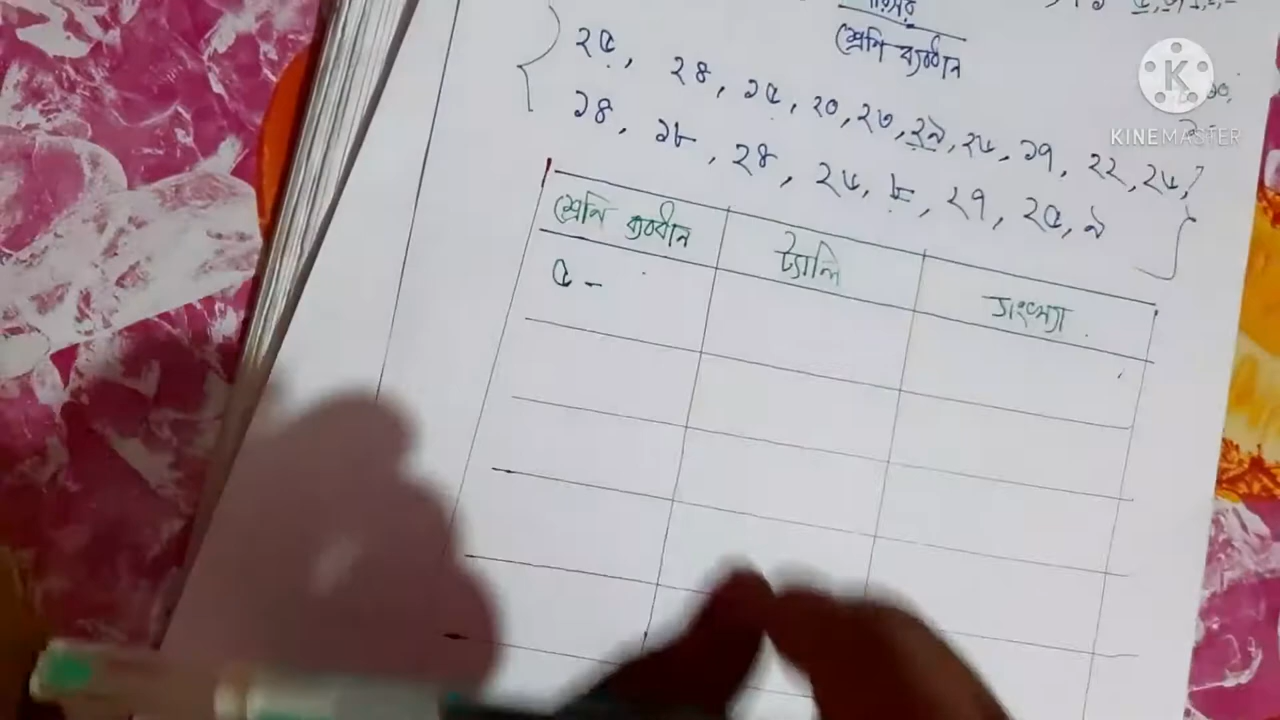 শ্রেনি ব্যবধান
২৫, ২৪, ১৫, ২০, ২৩, ২৯, ২৬, ১৭, ২২, ২৬,
১৪, ১৮, ২৪, ২৬, ৮, ২৭, ২৫, ৯
শ্রেনি ব্যবধান ট্যালি সংখ্যা
৫ -
KINEMASTER